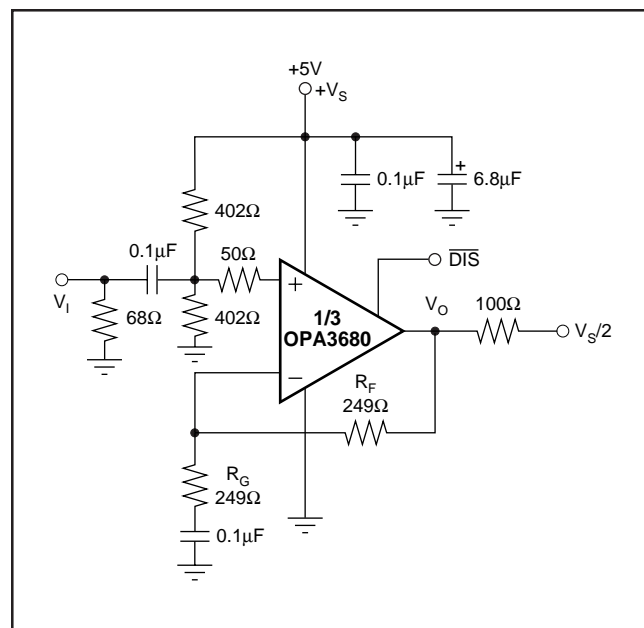 +5V
+V_S
0.1μF
6.8μF
402Ω
0.1μF
50Ω
DIS
V_I
68Ω
402Ω
+
1/3
OPA3680
−
V_O
100Ω
V_S/2
R_F
249Ω
R_G
249Ω
0.1μF
+